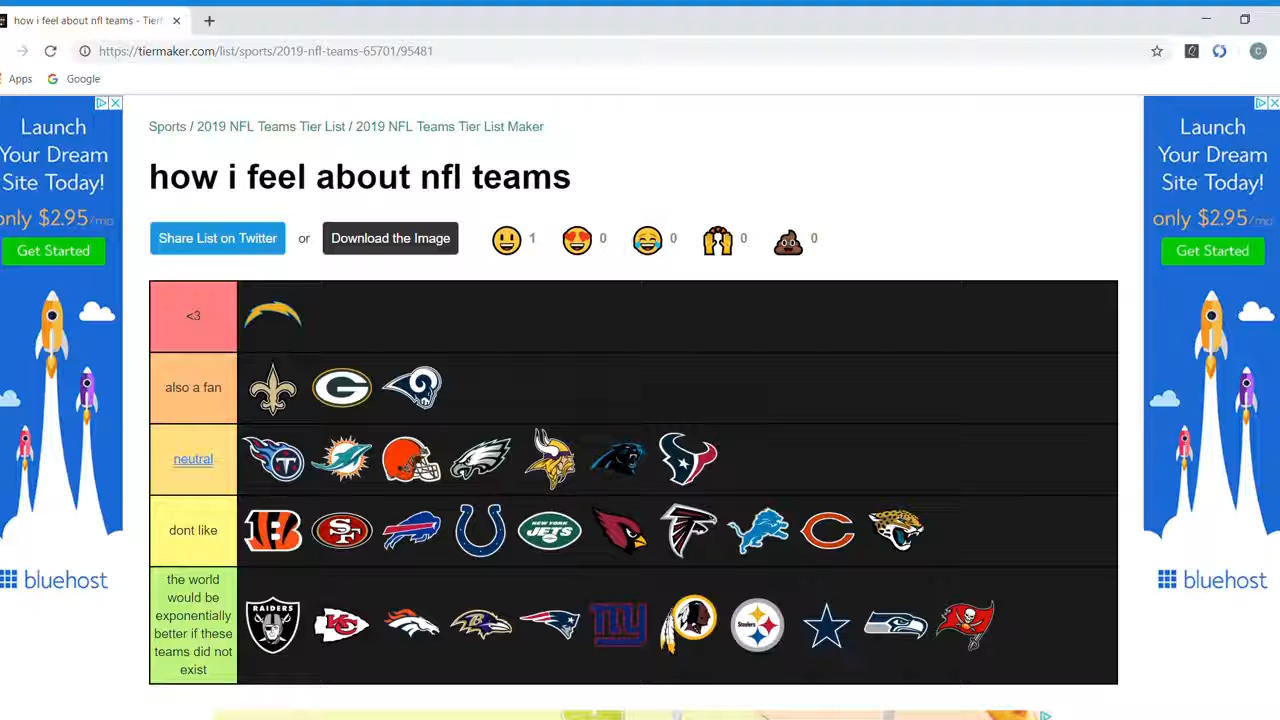 how i feel about nfl teams - Tier
https://tiermaker.com/list/sports/2019-nfl-teams-65701/95481
Apps
Google
C
Launch
Your Dream
Site Today!
only $2.95/mo
Get Started
bluehost
Sports / 2019 NFL Teams Tier List / 2019 NFL Teams Tier List Maker
how i feel about nfl teams
Share List on Twitter
or
Download the Image
1
0
0
0
0
<3
also a fan
G
neutral
T
dont like
B
SF
NEW YORK
JETS
C
the world
would be
exponentially
better if these
teams did not
exist
RAIDERS
KC
B
NY
Steelers
Launch
Your Dream
Site Today!
only $2.95/mo
Get Started
bluehost